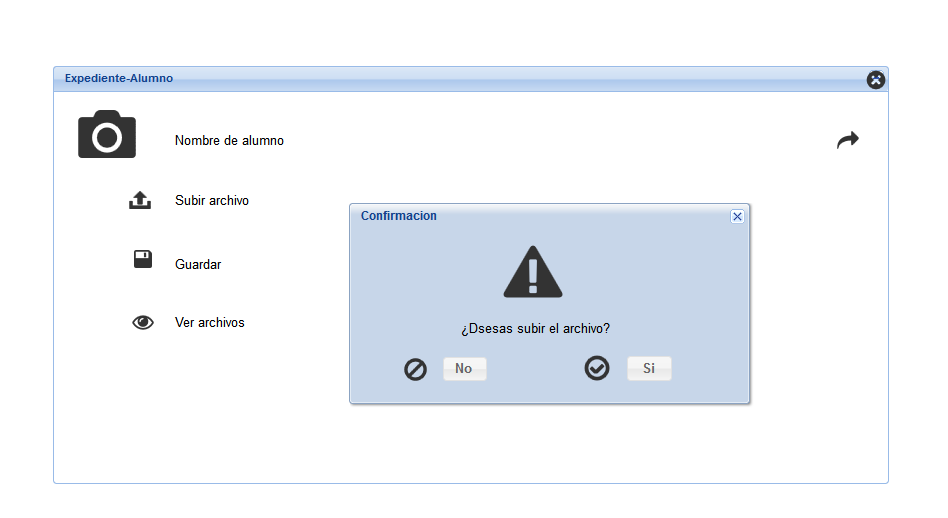 Expediente-Alumno
Nombre de alumno
Subir archivo
Confirmacion
Guardar
Ver archivos
¿Dsesas subir el archivo?
No
Si